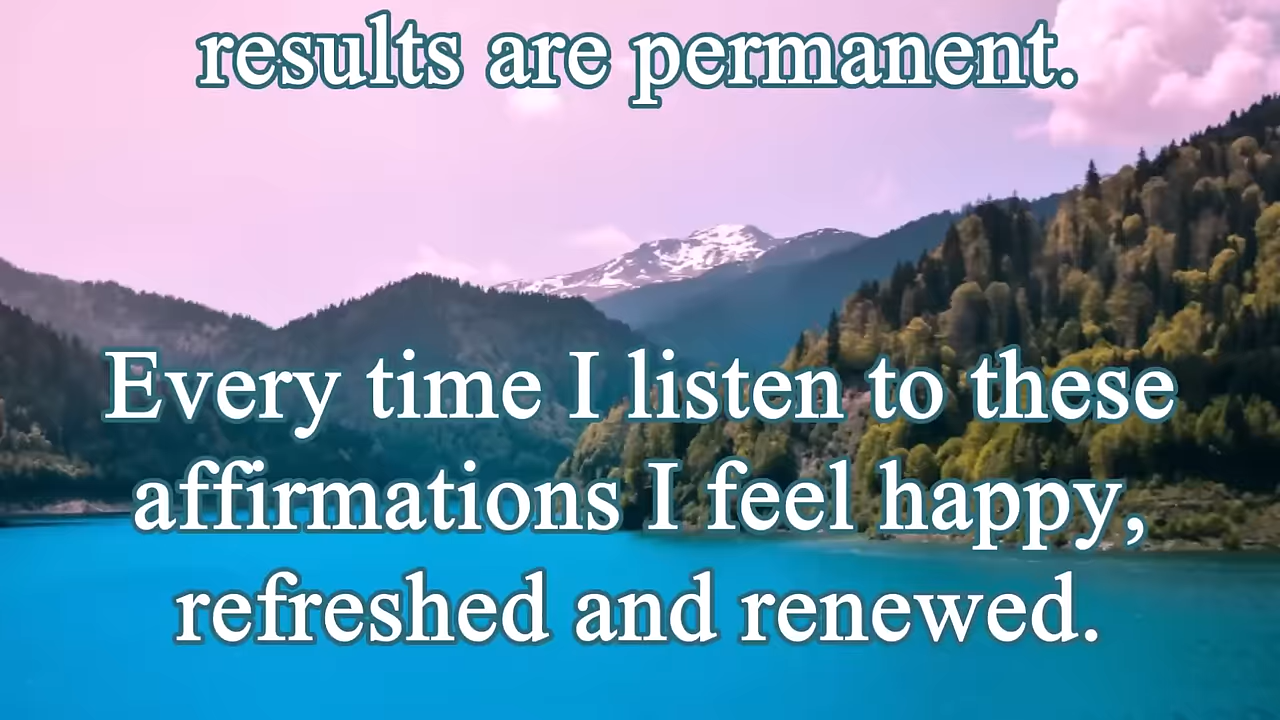 results are permanent.
Every time I listen to these
affirmations I feel happy,
refreshed and renewed.